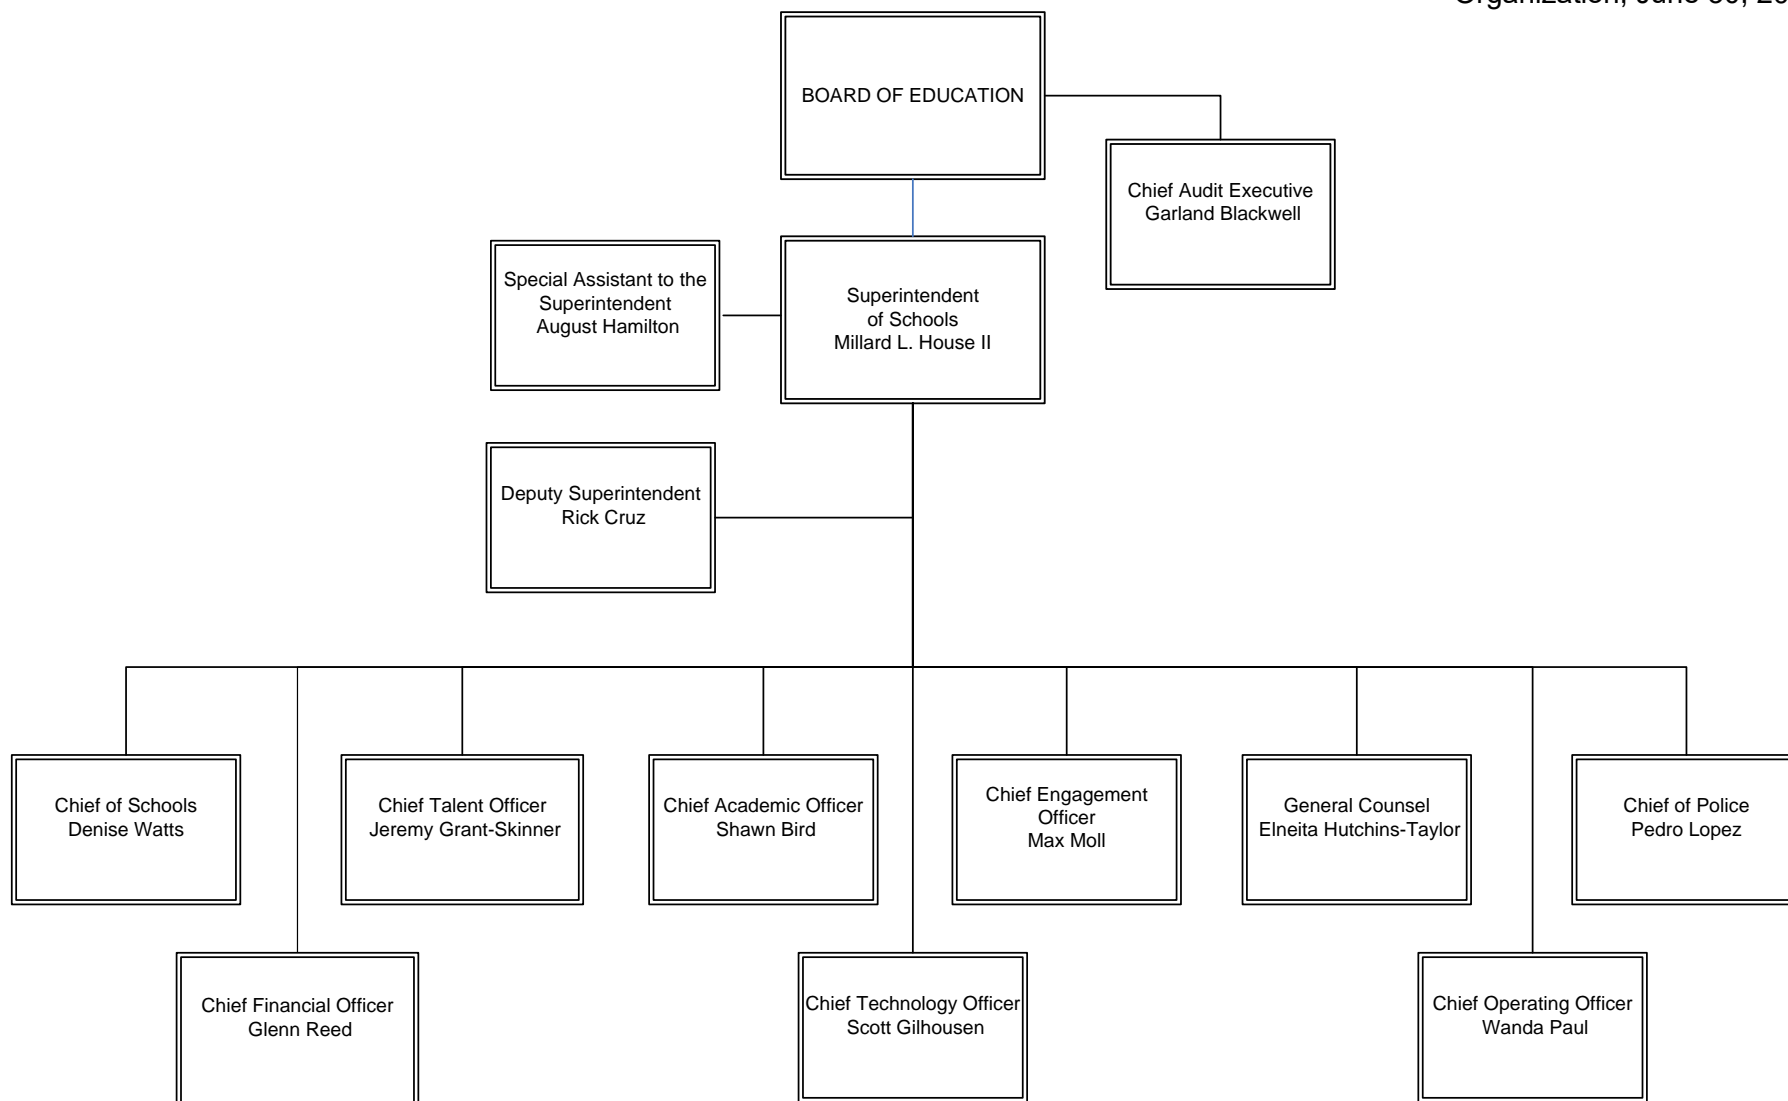 Organization, June 30, 20
BOARD OF EDUCATION
Chief Audit Executive
Garland Blackwell
Special Assistant to the
Superintendent
August Hamilton
Superintendent
of Schools
Millard L. House II
Deputy Superintendent
Rick Cruz
Chief of Schools
Denise Watts
Chief Talent Officer
Jeremy Grant-Skinner
Chief Academic Officer
Shawn Bird
Chief Engagement
Officer
Max Moll
General Counsel
Elneita Hutchins-Taylor
Chief of Police
Pedro Lopez
Chief Financial Officer
Glenn Reed
Chief Technology Officer
Scott Gilhousen
Chief Operating Officer
Wanda Paul